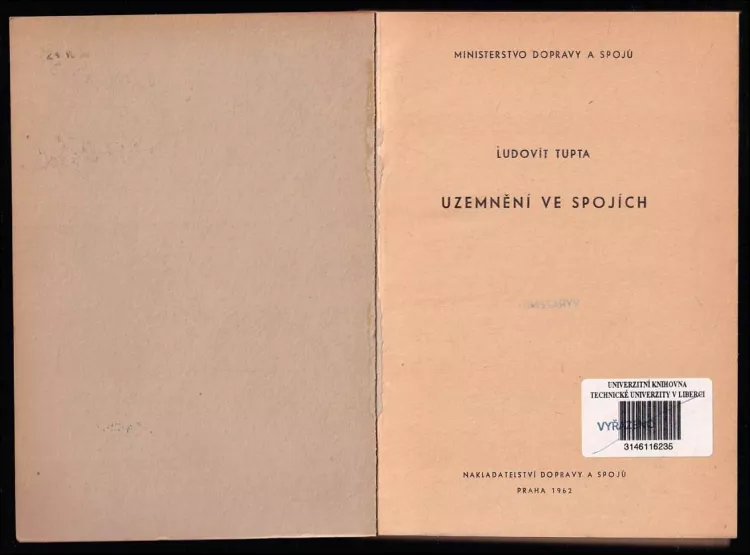 MINISTERSTVO DOPRAVY A SPOJŮ
ĽUDOVÍT TUPTA
UZEMNĚNÍ VE SPOJÍCH
UNIVERZITNÍ KNIHOVNA
TECHNICKÉ UNIVERZITY V LIBERCI
VYŘAZENO
3146116235
NAKLADATELSTVÍ DOPRAVY A SPOJŮ
PRAHA 1962